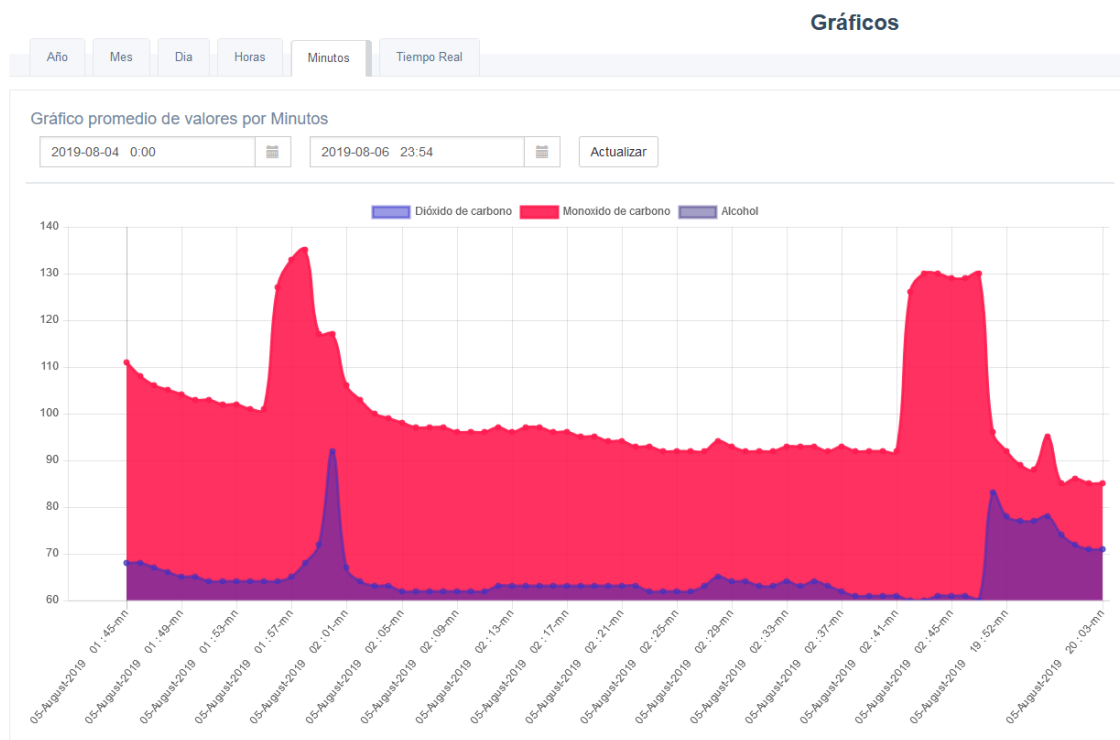 Gráficos
Año Mes Dia Horas Minutos Tiempo Real
Gráfico promedio de valores por Minutos
2019-08-04 0:00 2019-08-06 23:54 Actualizar
Dióxido de carbono Monoxido de carbono Alcohol
140
130
120
110
100
90
80
70
60
05-August-2019 01 : 45-mn
05-August-2019 01 : 49-mn
05-August-2019 01 : 53-mn
05-August-2019 01 : 57-mn
05-August-2019 02 : 01-mn
05-August-2019 02 : 05-mn
05-August-2019 02 : 09-mn
05-August-2019 02 : 13-mn
05-August-2019 02 : 17-mn
05-August-2019 02 : 21-mn
05-August-2019 02 : 25-mn
05-August-2019 02 : 29-mn
05-August-2019 02 : 33-mn
05-August-2019 02 : 37-mn
05-August-2019 02 : 41-mn
05-August-2019 02 : 45-mn
05-August-2019 19 : 52-mn
05-August-2019 20 : 03-mn